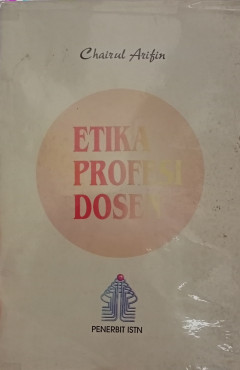 Chairul Arifin
ETIKA
PROFESI
DOSEN
PENERBIT ISTN